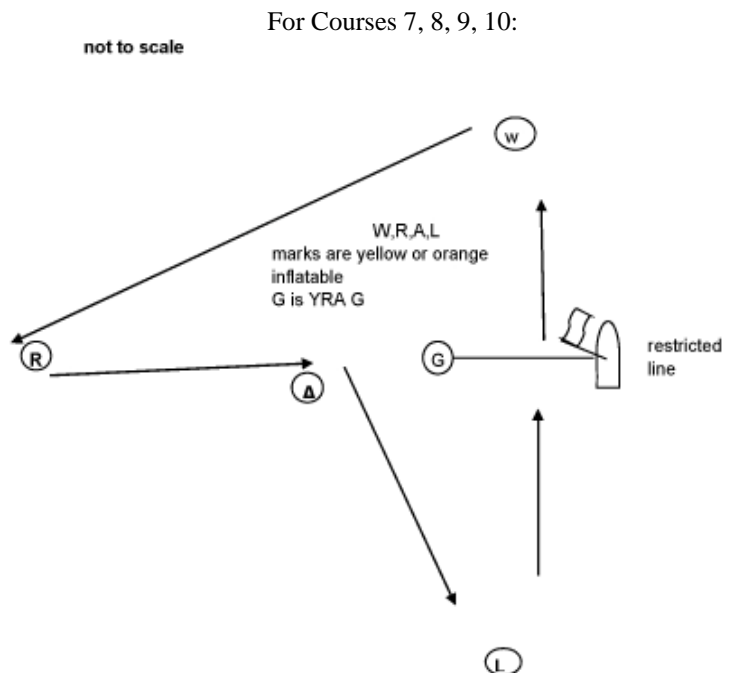 For Courses 7, 8, 9, 10:
not to scale
W
W,R,A,L
marks are yellow or orange
inflatable
G is YRA G
R
Δ
G
restricted
line
L